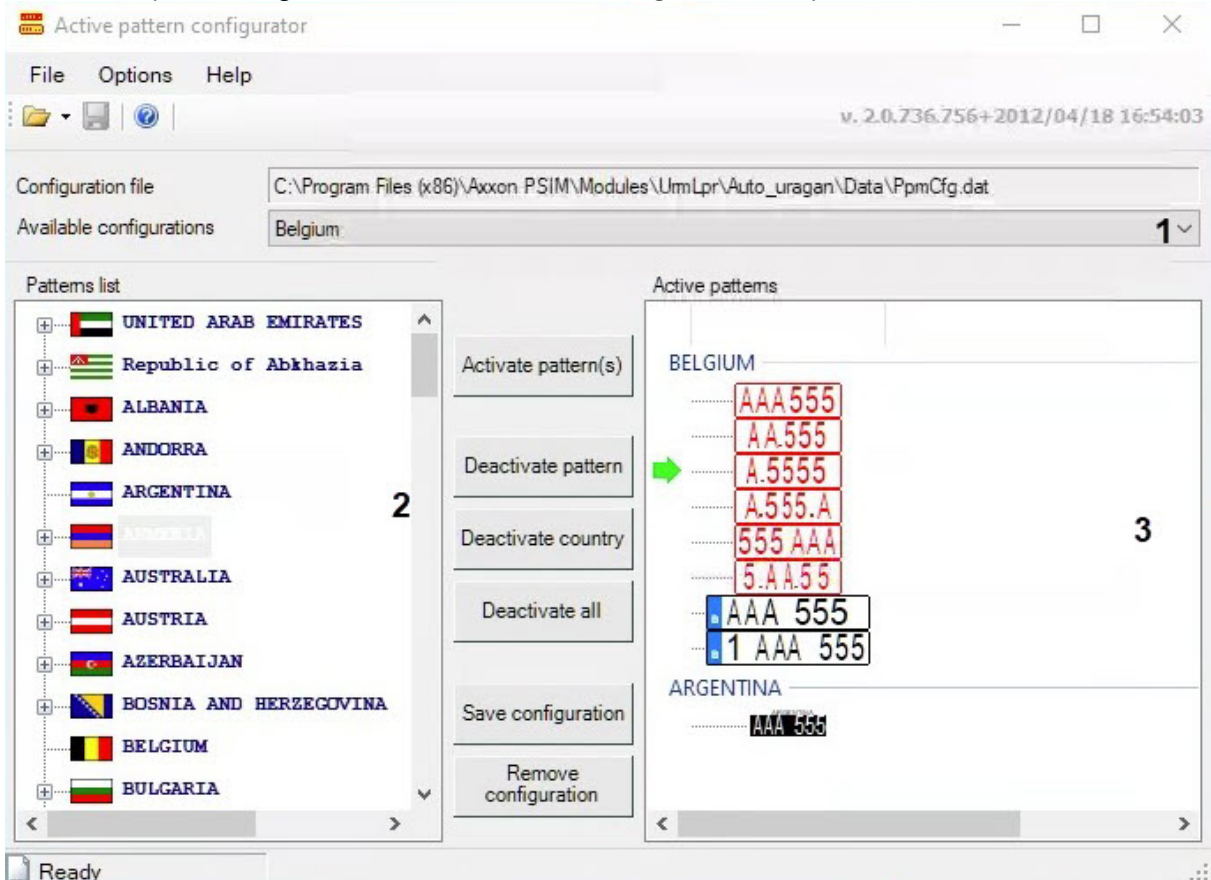 Active pattern configurator
File Options Help
v. 2.0.736.756+2012/04/18 16:54:03
Configuration file C:\Program Files (x86)\Axxon PSIM\Modules\UrmLpr\Auto_uragan\Data\PpmCfg.dat
Available configurations Belgium 1
Patterns list
Active patterns
UNITED ARAB EMIRATES
Republic of Abkhazia
ALBANIA
ANDORRA
ARGENTINA
2
ARMENIA
AUSTRALIA
AUSTRIA
AZERBAIJAN
BOSNIA AND HERZEGOVINA
BELGIUM
BULGARIA
Activate pattern(s)
Deactivate pattern
Deactivate country
Deactivate all
Save configuration
Remove
configuration
BELGIUM
AAA555
AA.555
A.5555
A.555.A
3
555 AAA
5.AA.55
AAA 555
1 AAA 555
ARGENTINA
AAA 555
Ready